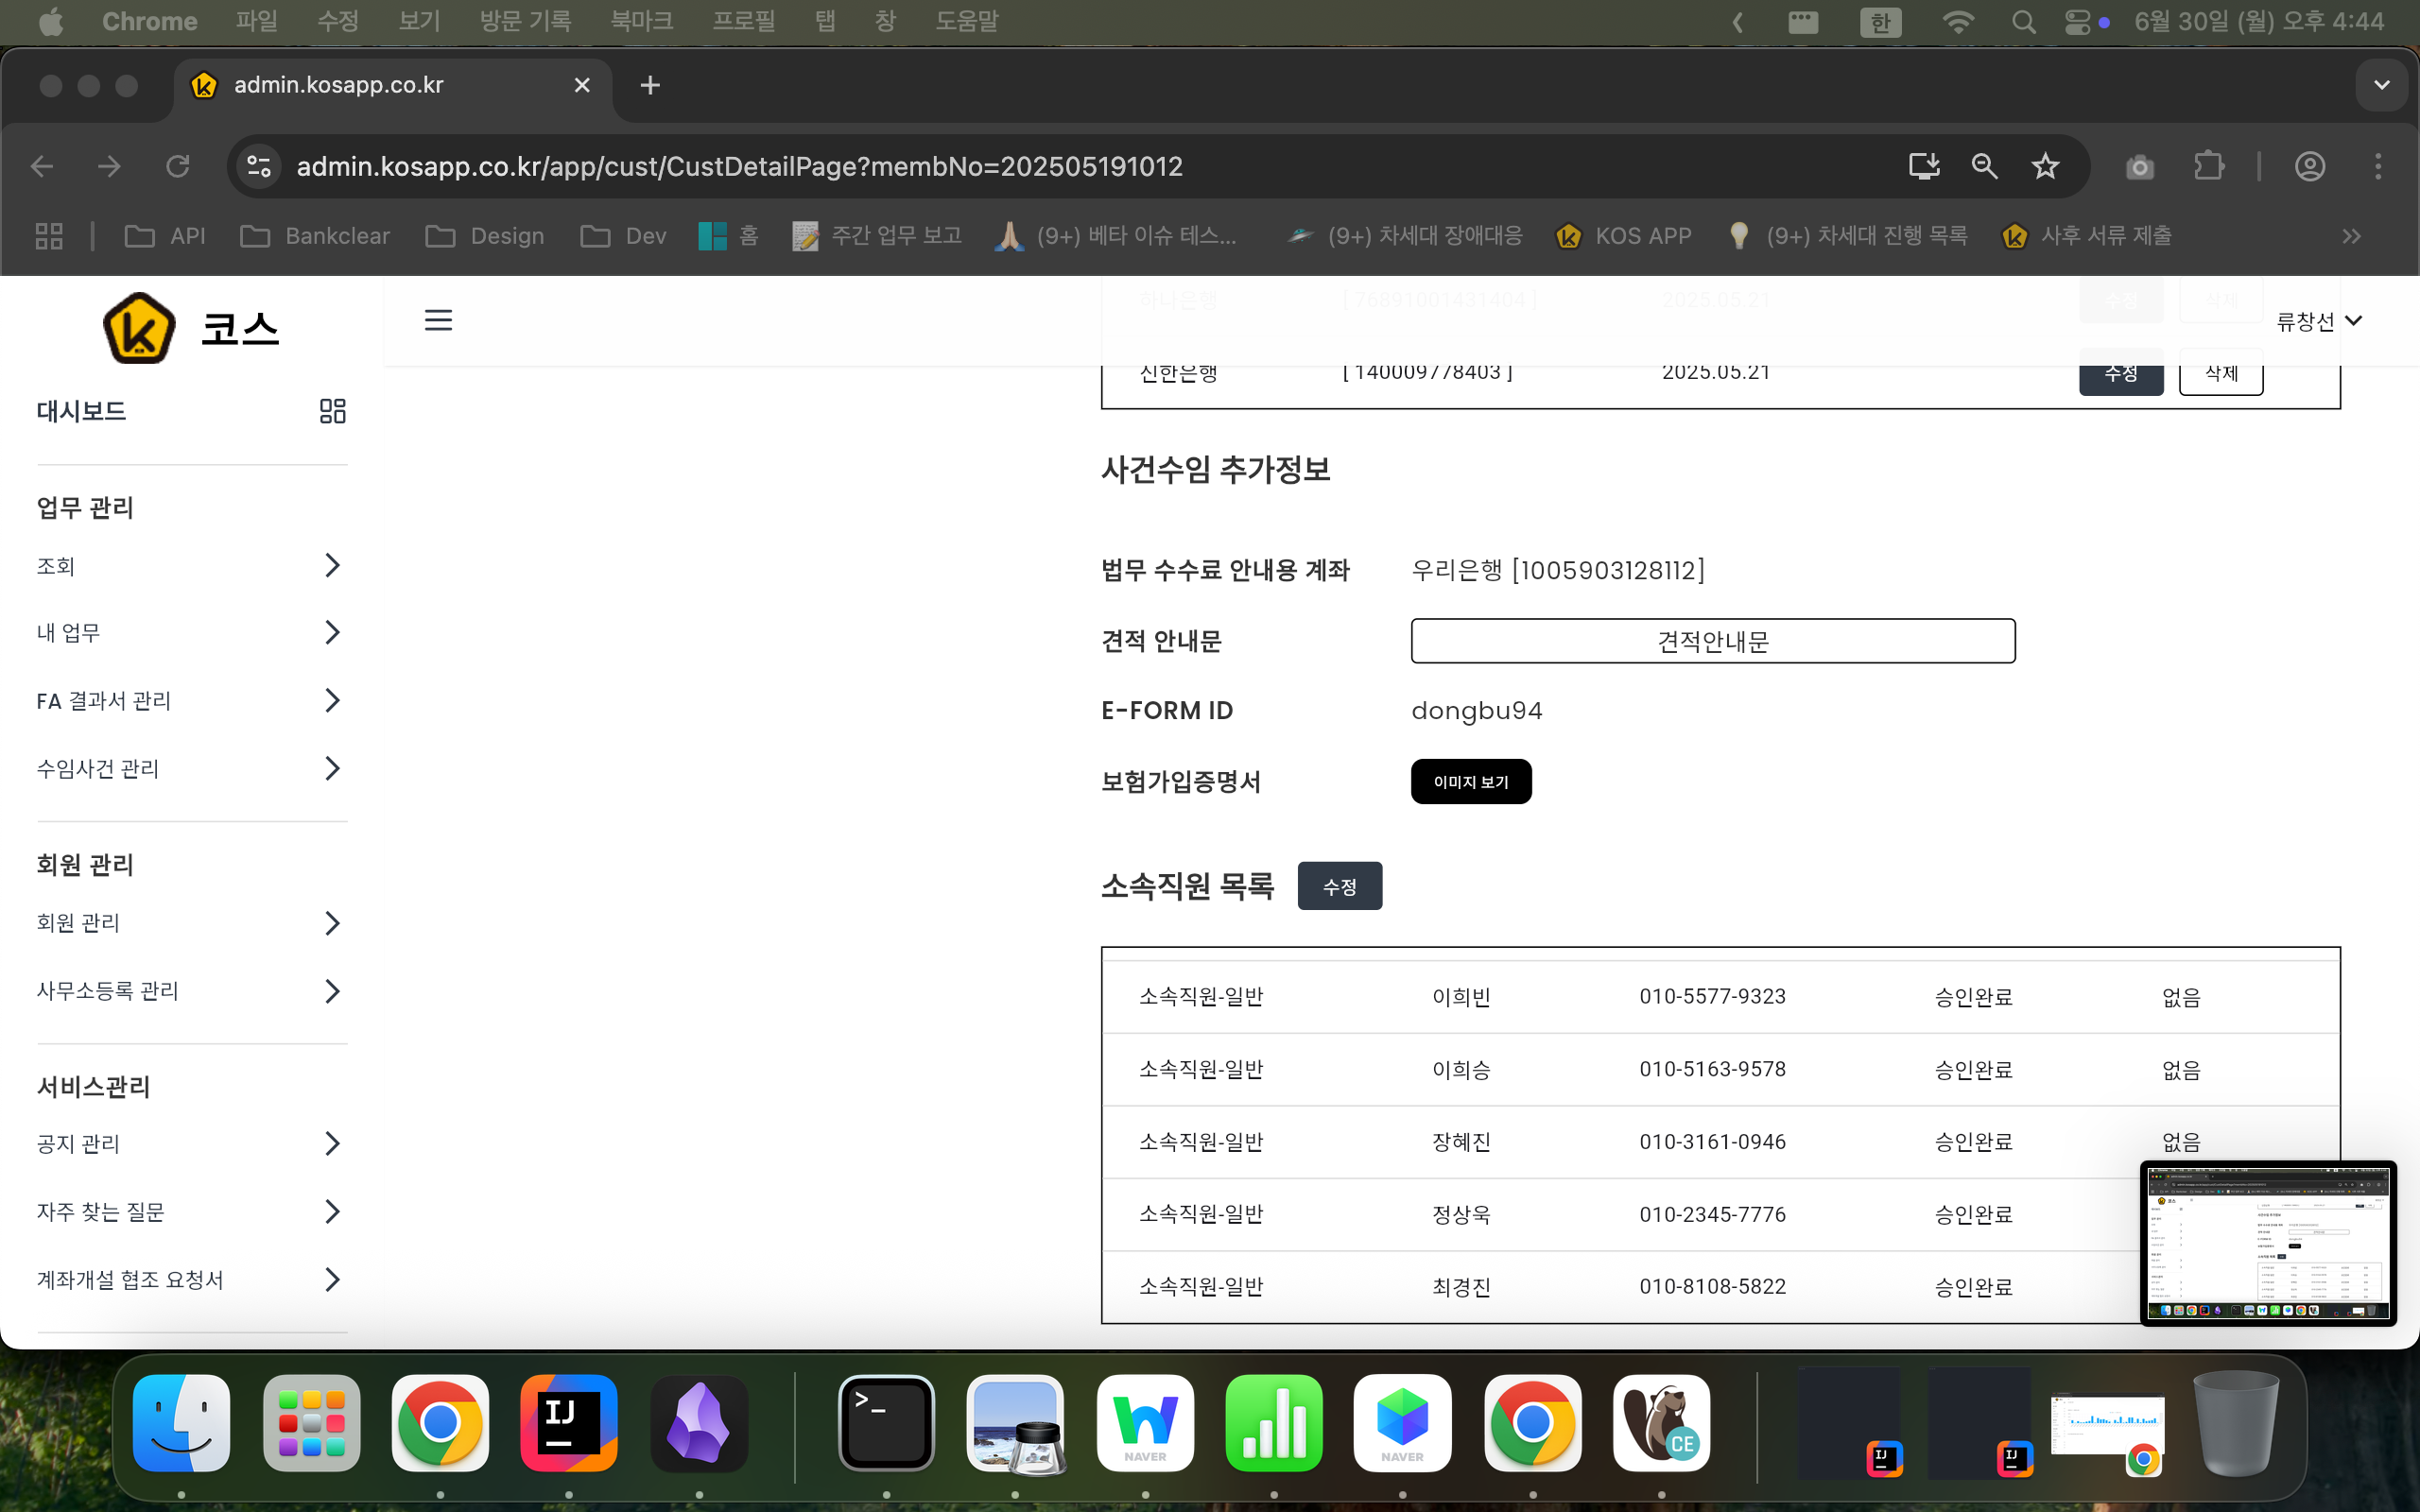 Chrome 파일 수정 보기 방문 기록 북마크 프로필 탭 창 도움말 한 6월 30일 (월) 오후 4:44
admin.kosapp.co.kr
admin.kosapp.co.kr/app/cust/CustDetailPage?membNo=202505191012
API Bankclear Design Dev 홈 주간 업무 보고 (9+) 베타 이슈 테스... (9+) 차세대 장애대응 KOS APP (9+) 차세대 진행 목록 사후 서류 제출
코스
하나은행 [ 76891001431404 ] 2025.05.21 수정 삭제
류창선
신한은행 [ 140009778403 ] 2025.05.21 수정 삭제
대시보드
업무 관리
조회
내 업무
FA 결과서 관리
수임사건 관리
회원 관리
회원 관리
사무소등록 관리
서비스관리
공지 관리
자주 찾는 질문
계좌개설 협조 요청서
사건수임 추가정보
법무 수수료 안내용 계좌 우리은행 [1005903128112]
견적 안내문 견적안내문
E-FORM ID dongbu94
보험가입증명서 이미지 보기
소속직원 목록 수정
소속직원-일반 이희빈 010-5577-9323 승인완료 없음
소속직원-일반 이희승 010-5163-9578 승인완료 없음
소속직원-일반 장혜진 010-3161-0946 승인완료 없음
소속직원-일반 정상욱 010-2345-7776 승인완료
소속직원-일반 최경진 010-8108-5822 승인완료
IJ
NAVER
NAVER
CE
IJ
IJ